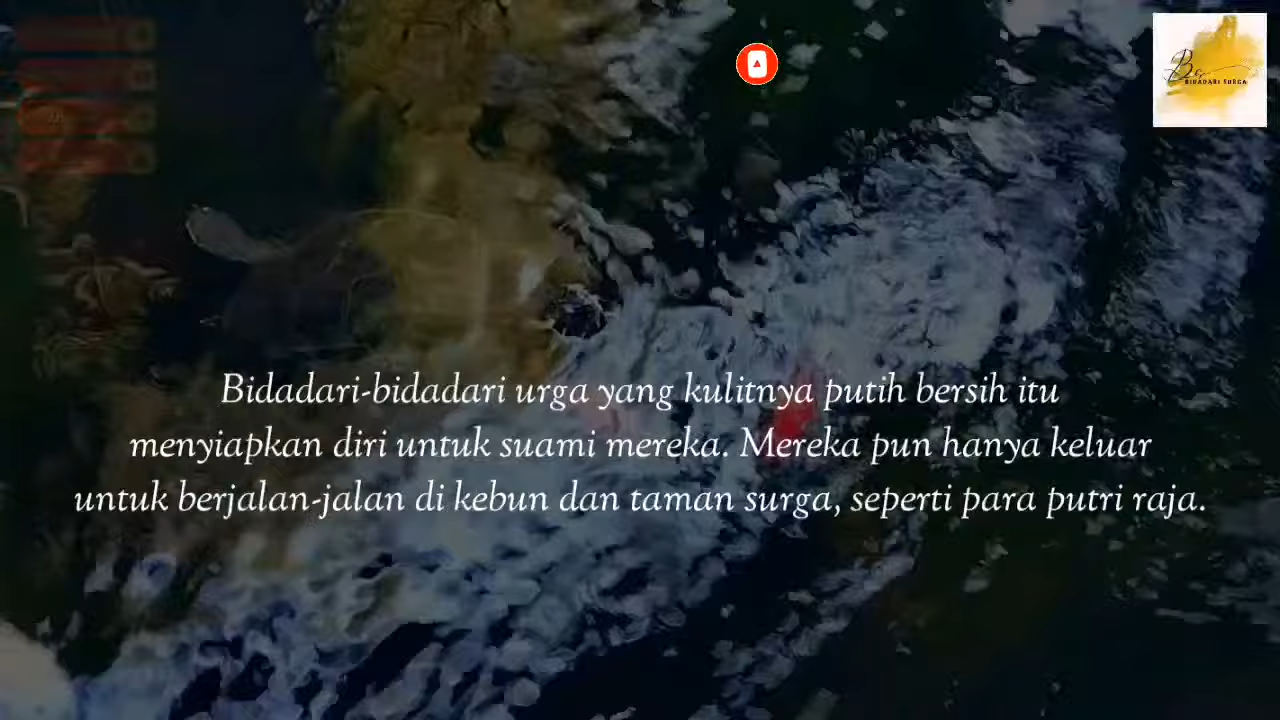 BIDADARI SURGA
Bidadari-bidadari urga yang kulitnya putih bersih itu
menyiapkan diri untuk suami mereka. Mereka pun hanya keluar
untuk berjalan-jalan di kebun dan taman surga, seperti para putri raja.